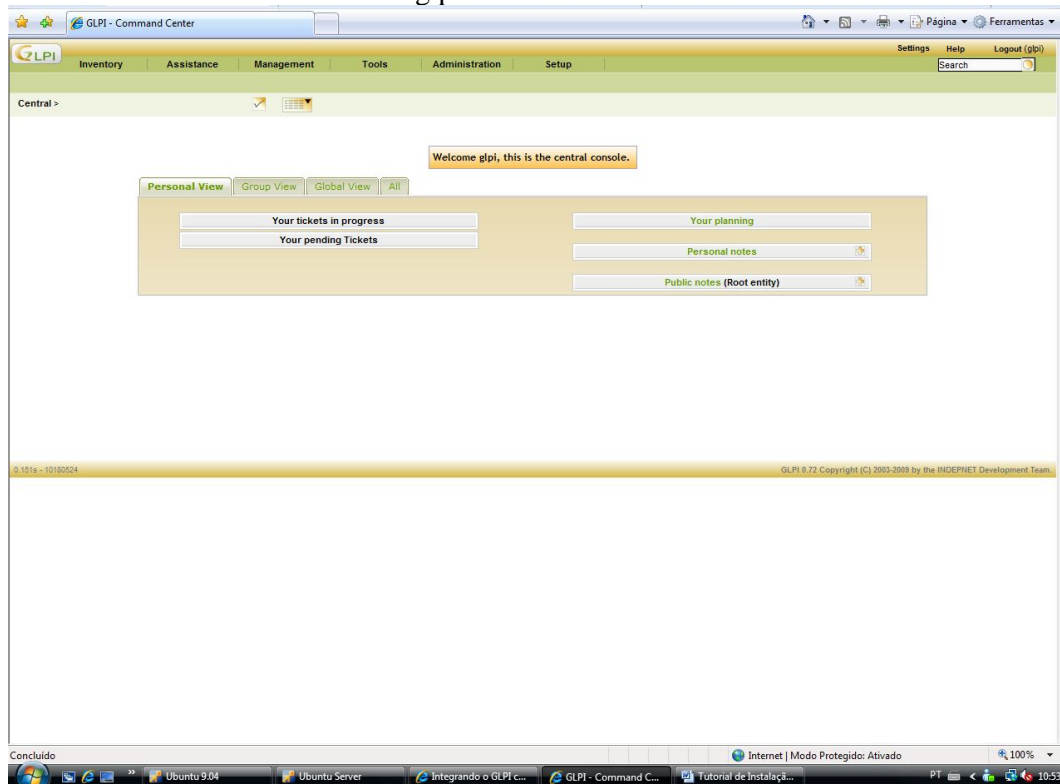 GLPI - Command Center
Página
Ferramentas
GLPI
Settings Help Logout (glpi)
Inventory Assistance Management Tools Administration Setup
Search
Central >
Welcome glpi, this is the central console.
Personal View Group View Global View All
Your tickets in progress
Your planning
Your pending Tickets
Personal notes
Public notes (Root entity)
0.151s - 10180524
GLPI 0.72 Copyright (C) 2003-2009 by the INDEPNET Development Team.
Concluído
Internet | Modo Protegido: Ativado
100%
Ubuntu 9.04
Ubuntu Server
Integrando o GLPI c...
GLPI - Command C...
Tutorial de Instalaçã...
PT